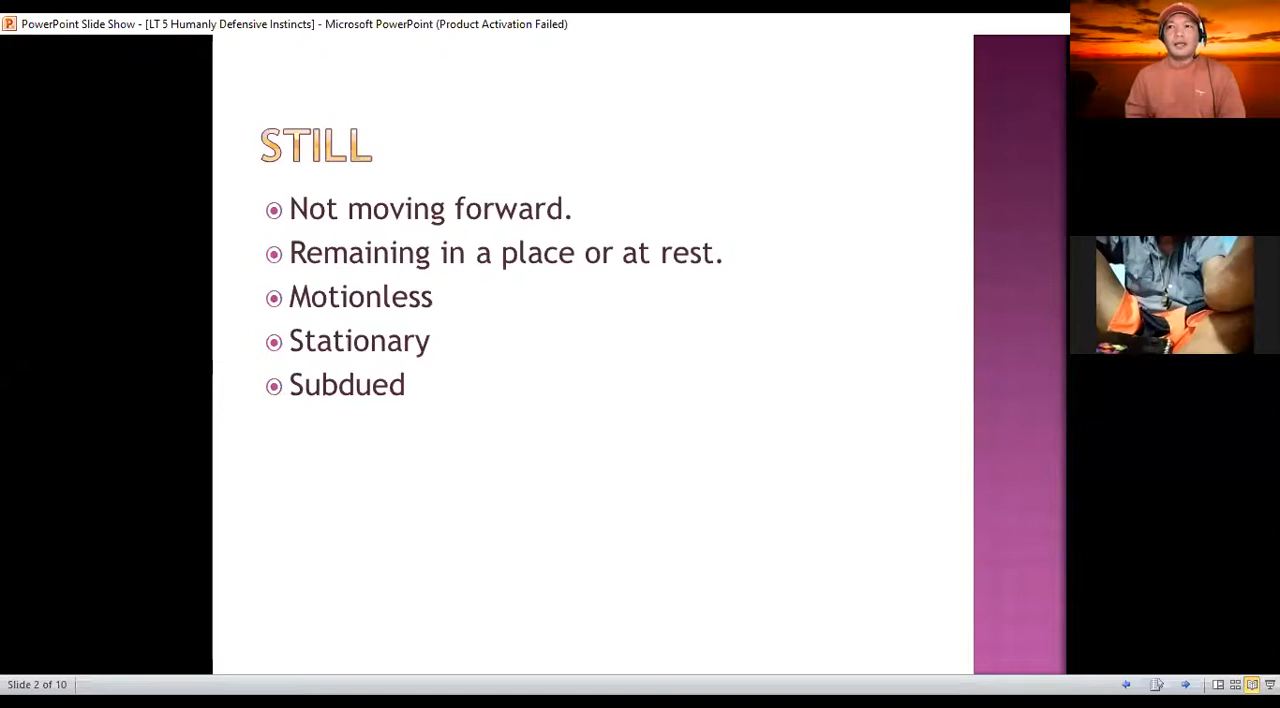 PowerPoint Slide Show - [LT 5 Humanly Defensive Instincts] - Microsoft PowerPoint (Product Activation Failed)
STILL
Not moving forward.
Remaining in a place or at rest.
Motionless
Stationary
Subdued
Slide 2 of 10